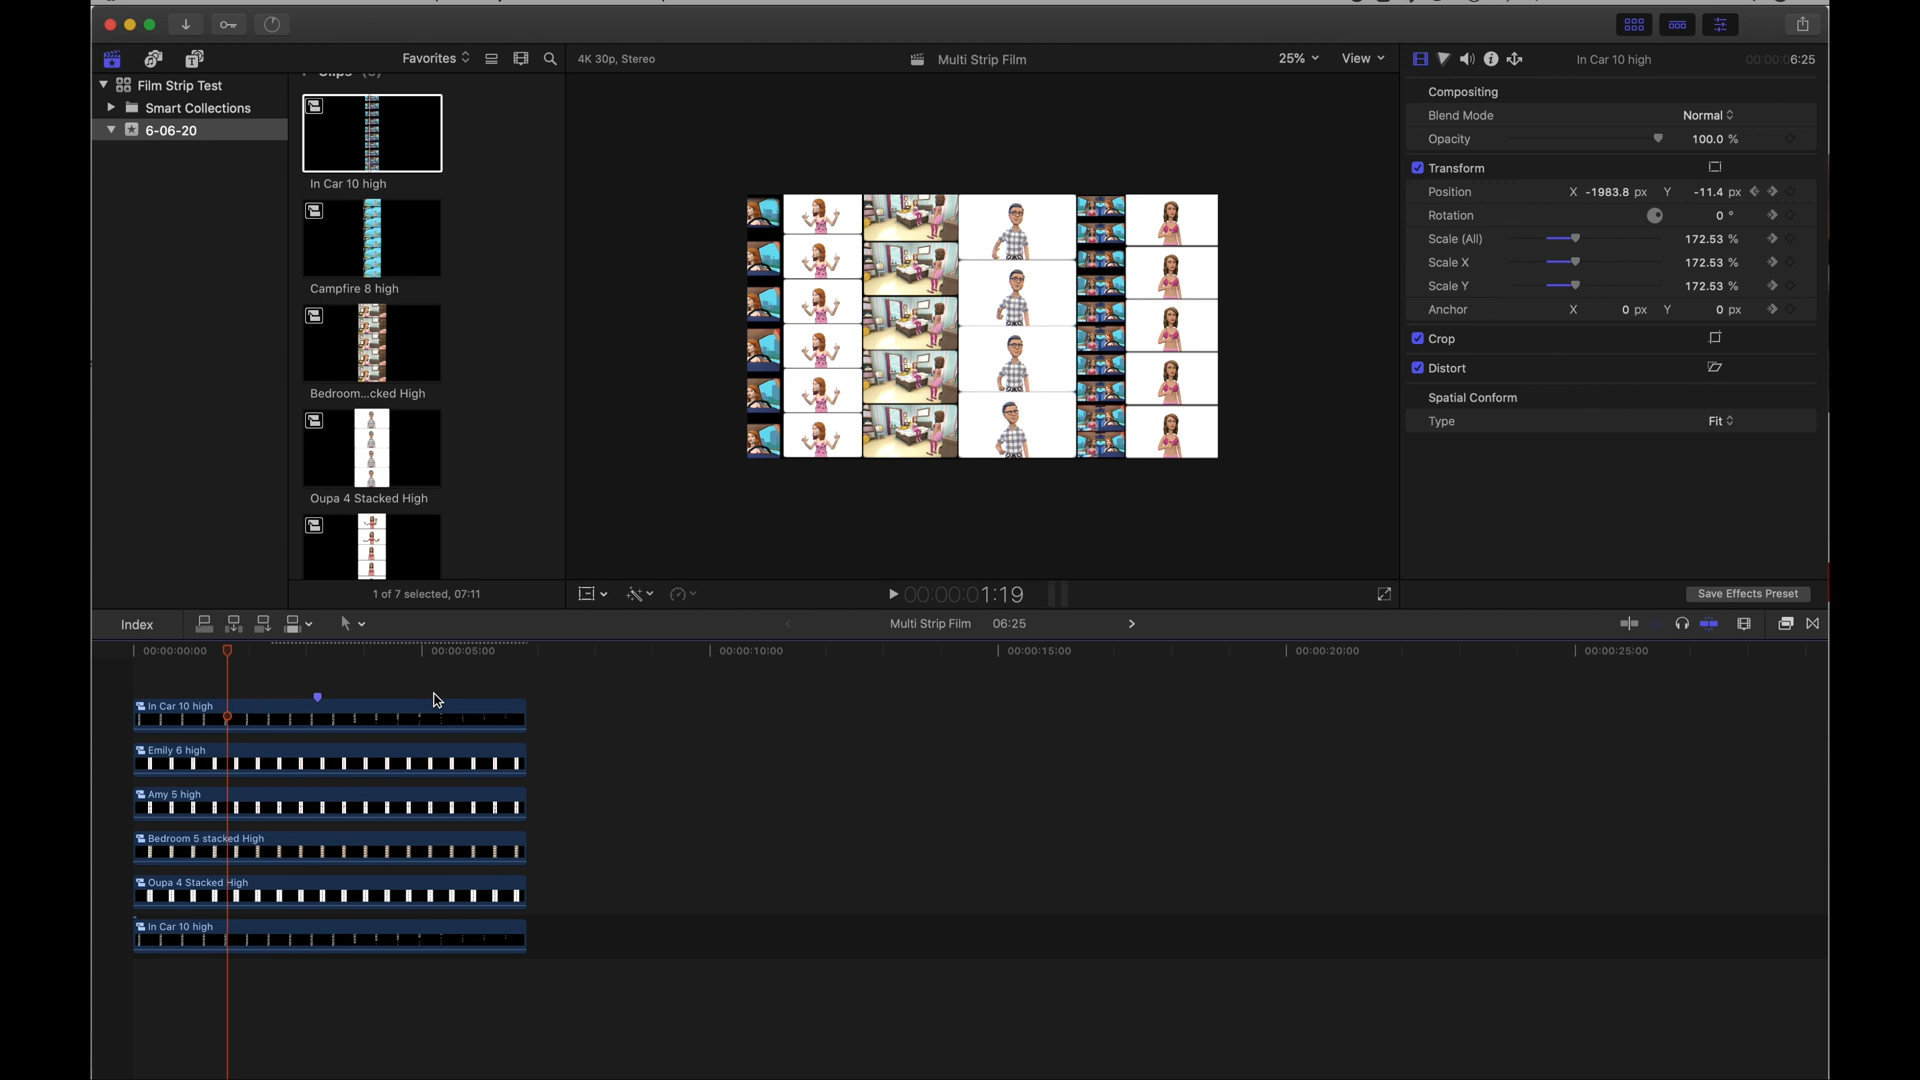 Favorites
4K 30p, Stereo
Multi Strip Film
25%
View
In Car 10 high
00:00:06:25
Film Strip Test
Smart Collections
6-06-20
In Car 10 high
Campfire 8 high
Bedroom...cked High
Oupa 4 Stacked High
1 of 7 selected, 07:11
00:00:01:19
Compositing
Blend Mode
Normal
Opacity
100.0 %
Transform
Position
X -1983.8 px Y -11.4 px
Rotation
0 °
Scale (All)
172.53 %
Scale X
172.53 %
Scale Y
172.53 %
Anchor
X 0 px Y 0 px
Crop
Distort
Spatial Conform
Type
Fit
Save Effects Preset
Index
Multi Strip Film 06:25
00:00:00:00
00:00:05:00
00:00:10:00
00:00:15:00
00:00:20:00
00:00:25:00
In Car 10 high
Emily 6 high
Amy 5 high
Bedroom 5 stacked High
Oupa 4 Stacked High
In Car 10 high